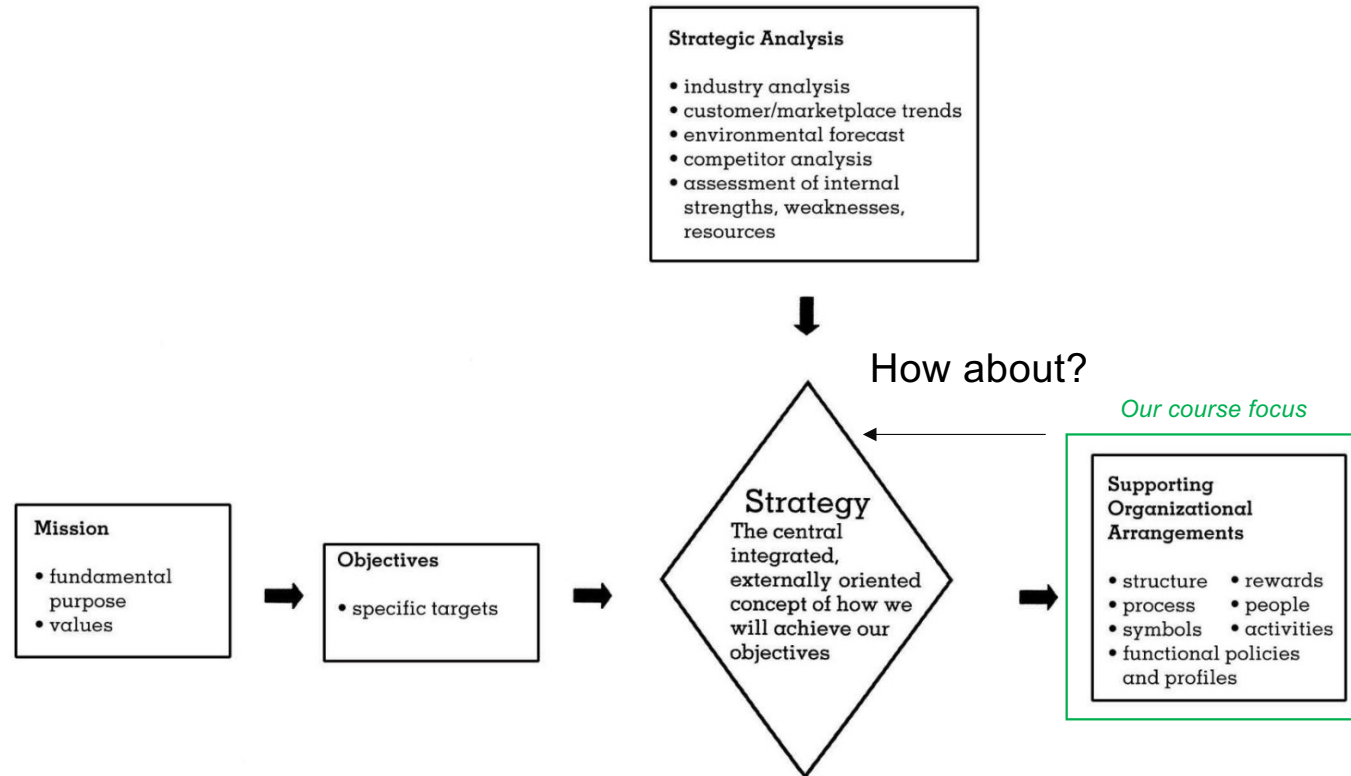 Strategic Analysis
• industry analysis
• customer/marketplace trends
• environmental forecast
• competitor analysis
• assessment of internal
strengths, weaknesses,
resources
How about?
Our course focus
Mission
• fundamental
purpose
• values
Objectives
• specific targets
Strategy
The central
integrated,
externally oriented
concept of how we
will achieve our
objectives
Supporting
Organizational
Arrangements
• structure • rewards
• process • people
• symbols • activities
• functional policies
and profiles